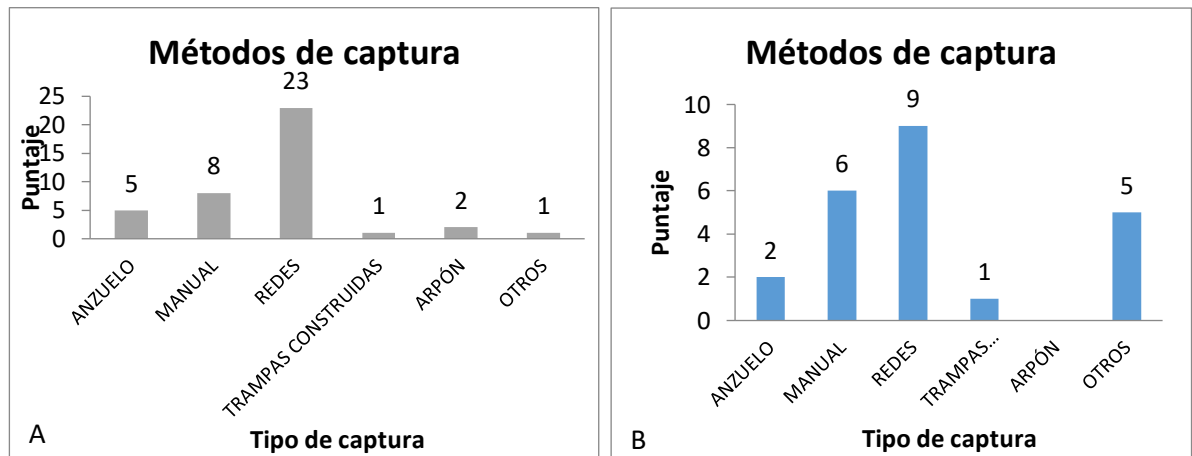 Métodos de captura
23
25
20
15
10
5
0
Puntaje
5
8
1
2
1
ANZUELO
MANUAL
REDES
TRAMPAS CONSTRUIDAS
ARPÓN
OTROS
A
Tipo de captura
Métodos de captura
10
8
6
4
2
0
Puntaje
2
6
9
1
5
ANZUELO
MANUAL
REDES
TRAMPAS...
ARPÓN
OTROS
B
Tipo de captura